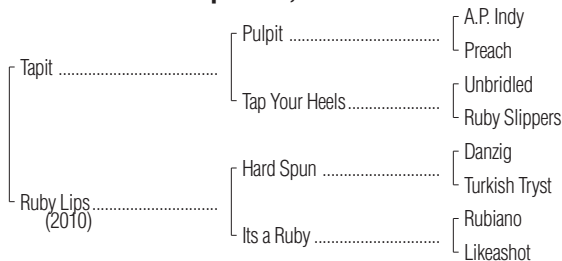 A.P. Indy
Pulpit ........................................
Preach
Tapit ..........................................
Unbridled
Tap Your Heels.........................
Ruby Slippers
Danzig
Hard Spun ................................
Turkish Tryst
Ruby Lips.................................
(2010)
Rubiano
Its a Ruby .................................
Likeashot